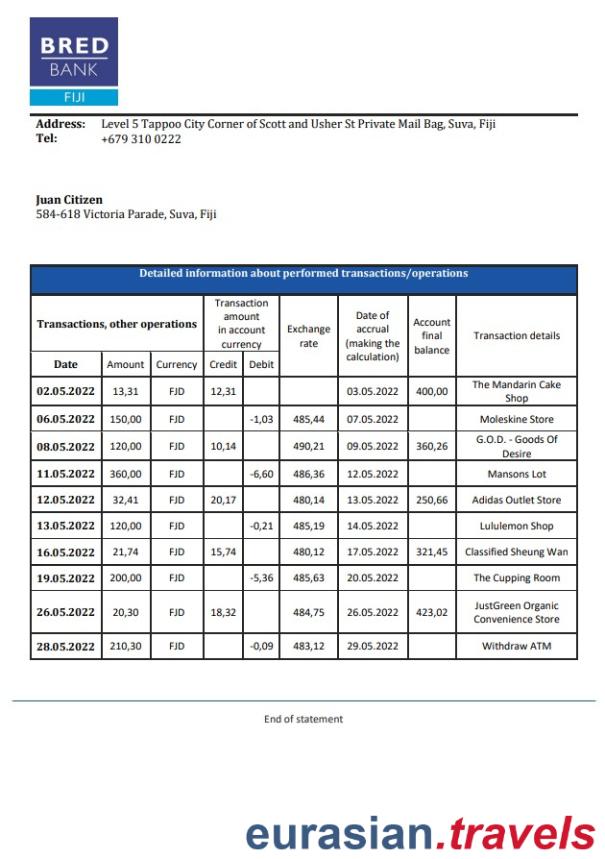 BRED
BANK
FIJI
Address: Level 5 Tappoo City Corner of Scott and Usher St Private Mail Bag, Suva, Fiji
Tel: +679 310 0222
Juan Citizen
584-618 Victoria Parade, Suva, Fiji
Detailed information about performed transactions/operations
Transactions, other operations
Transaction
amount
in account
currency
Exchange
rate
Date of
accrual
(making the
calculation)
Account
final
balance
Transaction details
Date Amount Currency Credit Debit
02.05.2022 13,31 FJD 12,31 03.05.2022 400,00 The Mandarin Cake
Shop
06.05.2022 150,00 FJD -1,03 485,44 07.05.2022 Moleskine Store
08.05.2022 120,00 FJD 10,14 490,21 09.05.2022 360,26 G.O.D. - Goods Of
Desire
11.05.2022 360,00 FJD -6,60 486,36 12.05.2022 Mansons Lot
12.05.2022 32,41 FJD 20,17 480,14 13.05.2022 250,66 Adidas Outlet Store
13.05.2022 120,00 FJD -0,21 485,19 14.05.2022 Lululemon Shop
16.05.2022 21,74 FJD 15,74 480,12 17.05.2022 321,45 Classified Sheung Wan
19.05.2022 200,00 FJD -5,36 485,63 20.05.2022 The Cupping Room
26.05.2022 20,30 FJD 18,32 484,75 26.05.2022 423,02 JustGreen Organic
Convenience Store
28.05.2022 210,30 FJD -0,09 483,12 29.05.2022 Withdraw ATM
End of statement
eurasian.travels